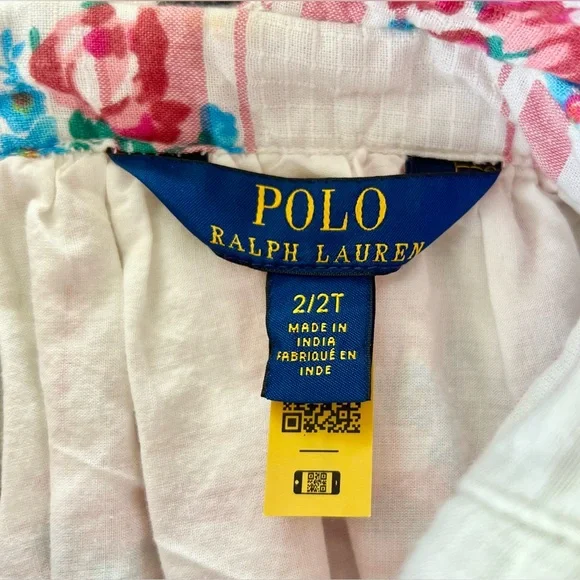 POLO
RALPH LAUREN
2/2T
MADE IN
INDIA
FABRIQUÉ EN
INDE